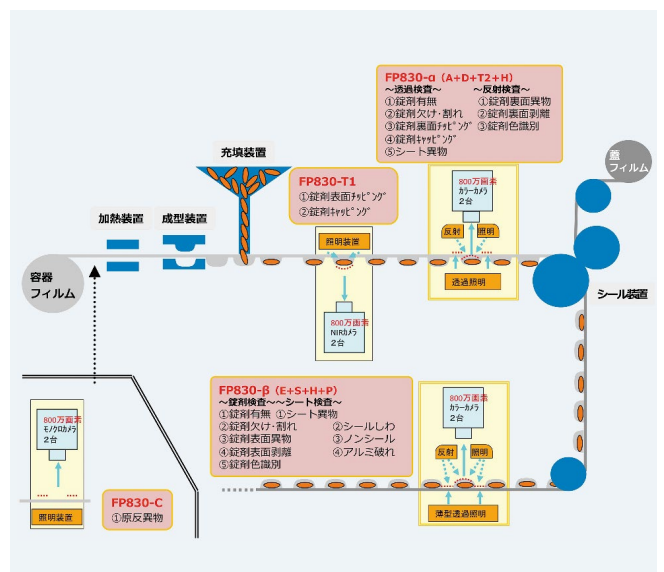 FP830-α（A+D+T2+H）
～透過検査～ ～反射検査～
①錠剤有無 ①錠剤裏面異物
②錠剤欠け・割れ ②錠剤裏面剥離
③錠剤裏面ﾁｯﾋﾟﾝｸﾞ ③錠剤色識別
④錠剤ｷｬｯﾋﾟﾝｸﾞ
⑤シート異物
充填装置
FP830-T1
①錠剤表面ﾁｯﾋﾟﾝｸﾞ
②錠剤ｷｬｯﾋﾟﾝｸﾞ
蓋
フィルム
800万画素
カラーカメラ
2台
反射 照明
透過照明
加熱装置
成型装置
照明装置
800万画素
NIRカメラ
2台
容器
フィルム
シール装置
FP830-β（E+S+H+P）
～錠剤検査～～シート検査～
①錠剤有無 ①シート異物
②錠剤欠け・割れ ②シールしわ
③錠剤表面異物 ③ノンシール
④錠剤表面剥離 ④アルミ破れ
⑤錠剤色識別
800万画素
カラーカメラ
2台
反射 照明
薄型透過照明
800万画素
モノクロカメラ
2台
照明装置
FP830-C
①原反異物